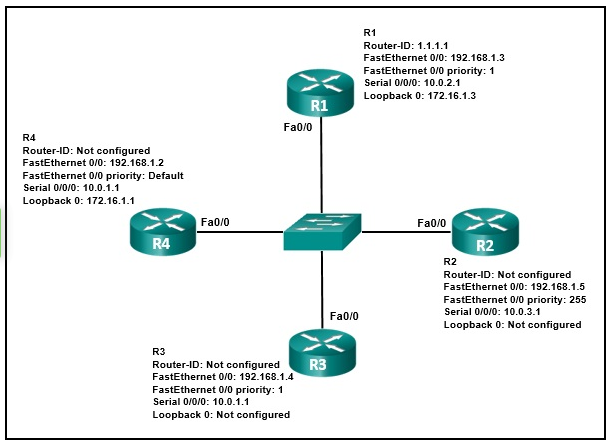 R1
Router-ID: 1.1.1.1
FastEthernet 0/0: 192.168.1.3
FastEthernet 0/0 priority: 1
Serial 0/0/0: 10.0.2.1
Loopback 0: 172.16.1.3
R1
Fa0/0
R4
Router-ID: Not configured
FastEthernet 0/0: 192.168.1.2
FastEthernet 0/0 priority: Default
Serial 0/0/0: 10.0.1.1
Loopback 0: 172.16.1.1
Fa0/0
R4
Fa0/0
R2
R2
Router-ID: Not configured
FastEthernet 0/0: 192.168.1.5
FastEthernet 0/0 priority: 255
Serial 0/0/0: 10.0.3.1
Loopback 0: Not configured
Fa0/0
R3
R3
Router-ID: Not configured
FastEthernet 0/0: 192.168.1.4
FastEthernet 0/0 priority: 1
Serial 0/0/0: 10.0.1.1
Loopback 0: Not configured